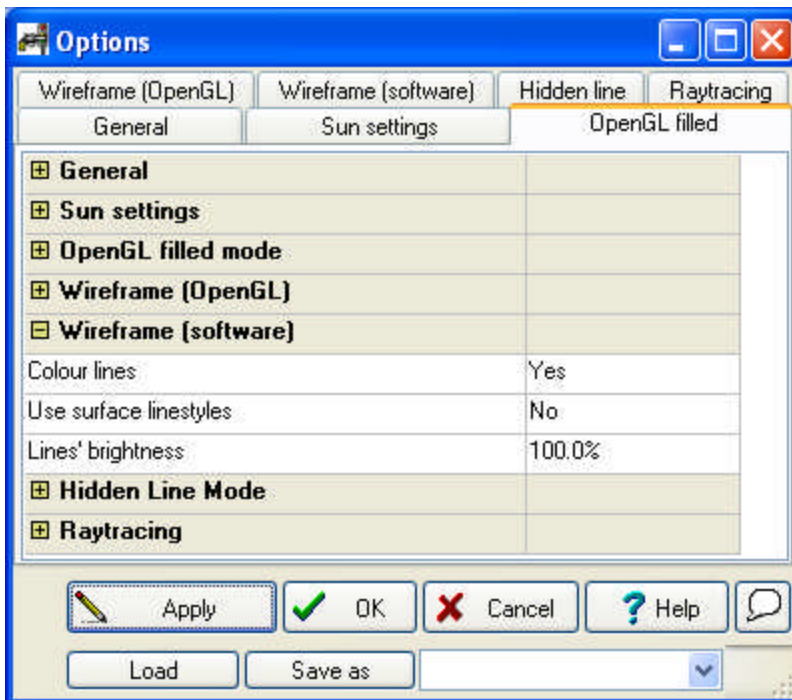 Options
Wireframe (OpenGL) Wireframe (software) Hidden line Raytracing
General Sun settings OpenGL filled
General
Sun settings
OpenGL filled mode
Wireframe (OpenGL)
Wireframe (software)
Colour lines Yes
Use surface linestyles No
Lines' brightness 100.0%
Hidden Line Mode
Raytracing
Apply OK Cancel Help
Load Save as